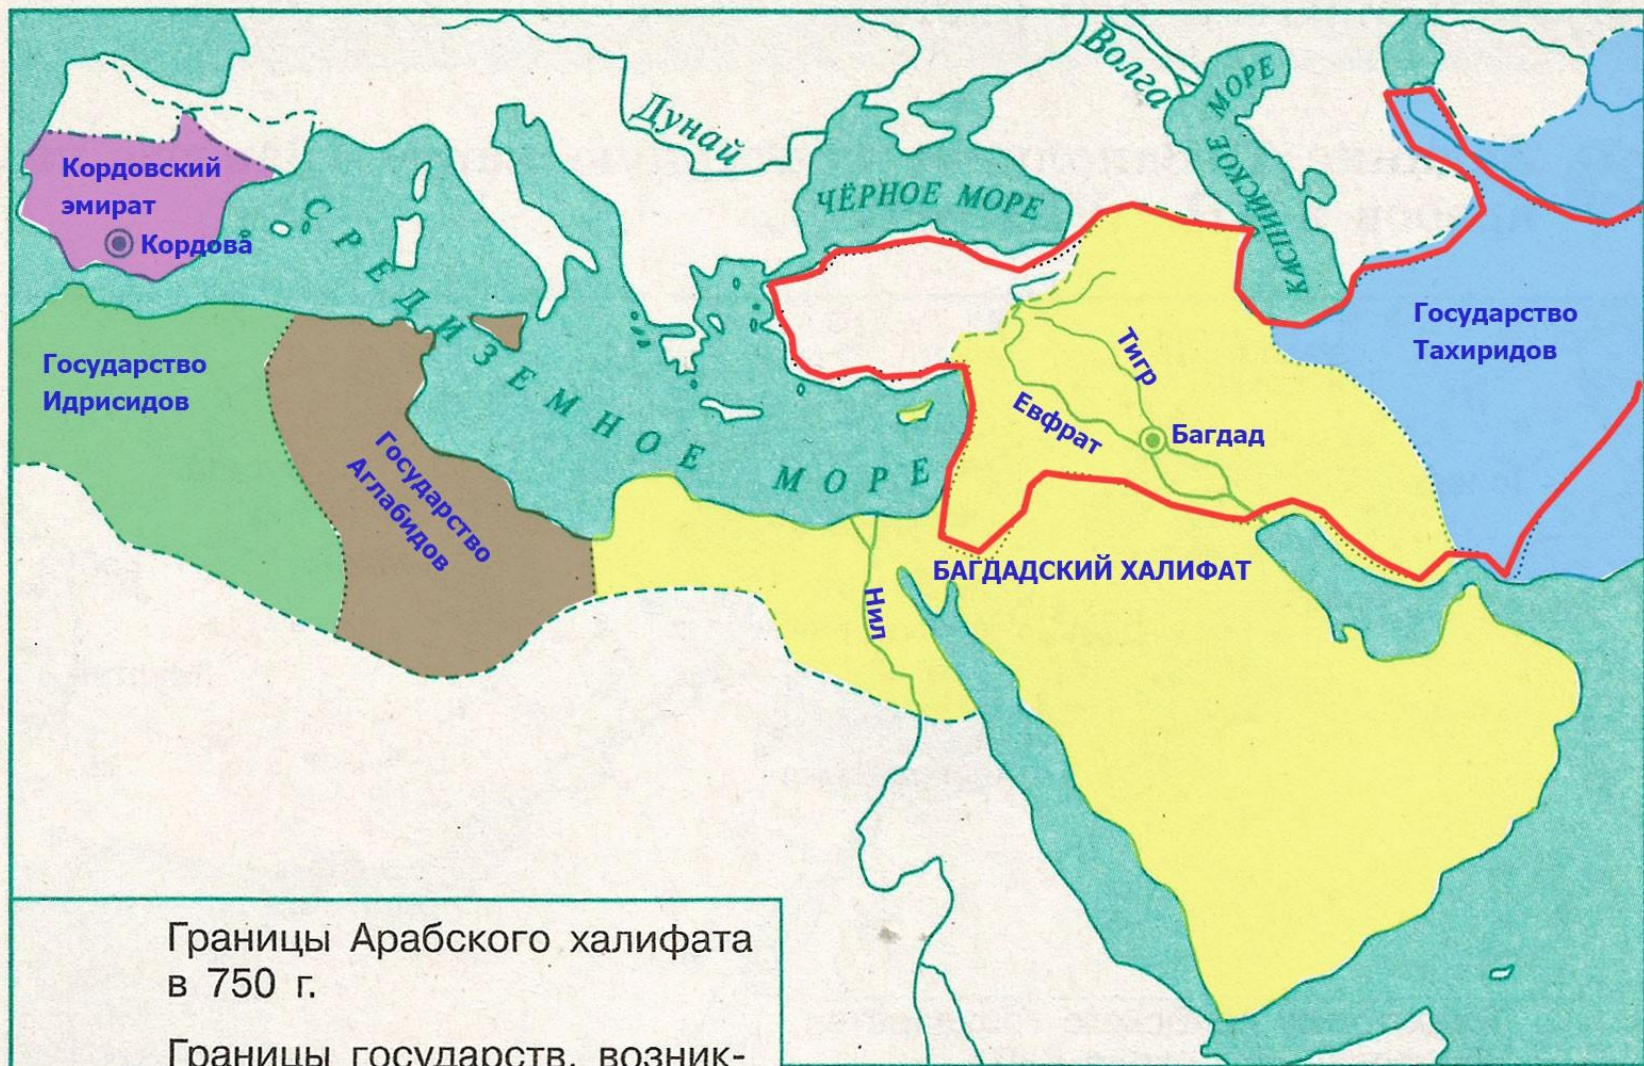 Волга
КАСПИЙСКОЕ МОРЕ
Дунай
ЧЁРНОЕ МОРЕ
Кордовский
эмират
Кордова
СРЕДИЗЕМНОЕ МОРЕ
Государство
Идрисидов
Государство
Аглабидов
Тигр
Евфрат
Багдад
Государство
Тахиридов
БАГДАДСКИЙ ХАЛИФАТ
Нил
Границы Арабского халифата
в 750 г.
Границы государств, возник-